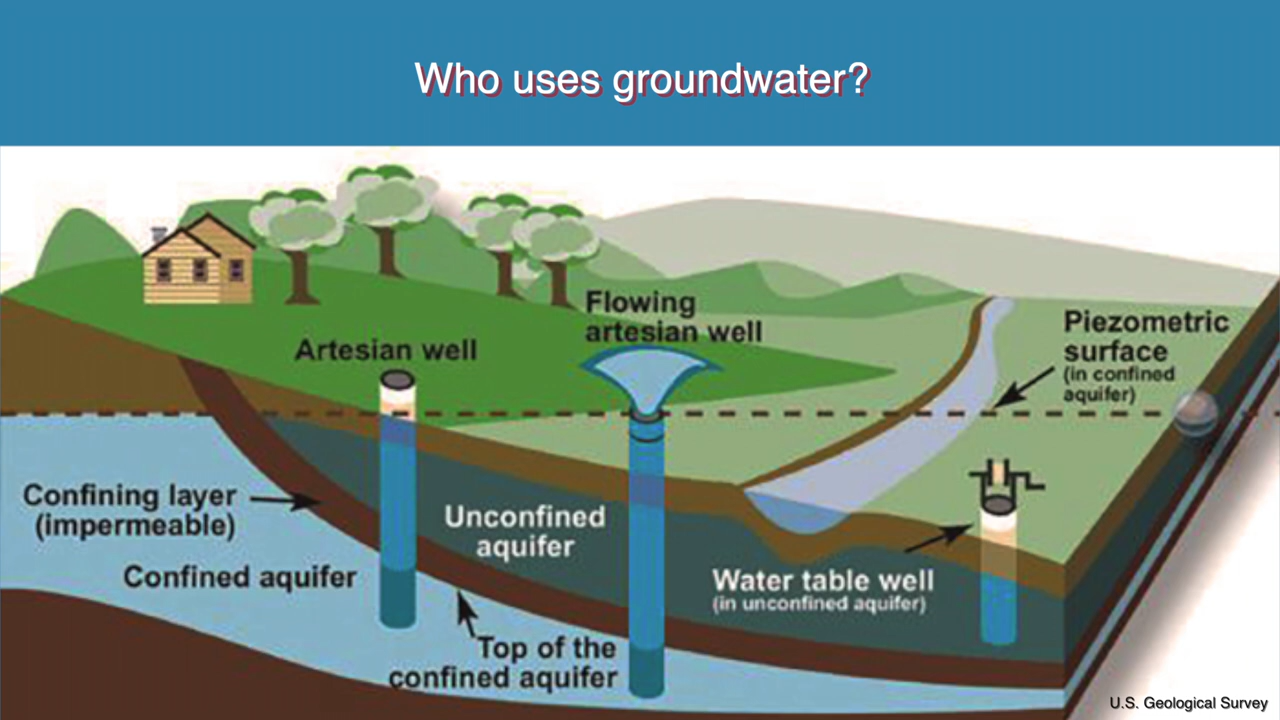 Who uses groundwater?
Flowing
artesian well
Artesian well
Piezometric
surface
(in confined
aquifer)
Confining layer
(impermeable)
Unconfined
aquifer
Confined aquifer
Water table well
(in unconfined aquifer)
Top of the
confined aquifer
U.S. Geological Survey